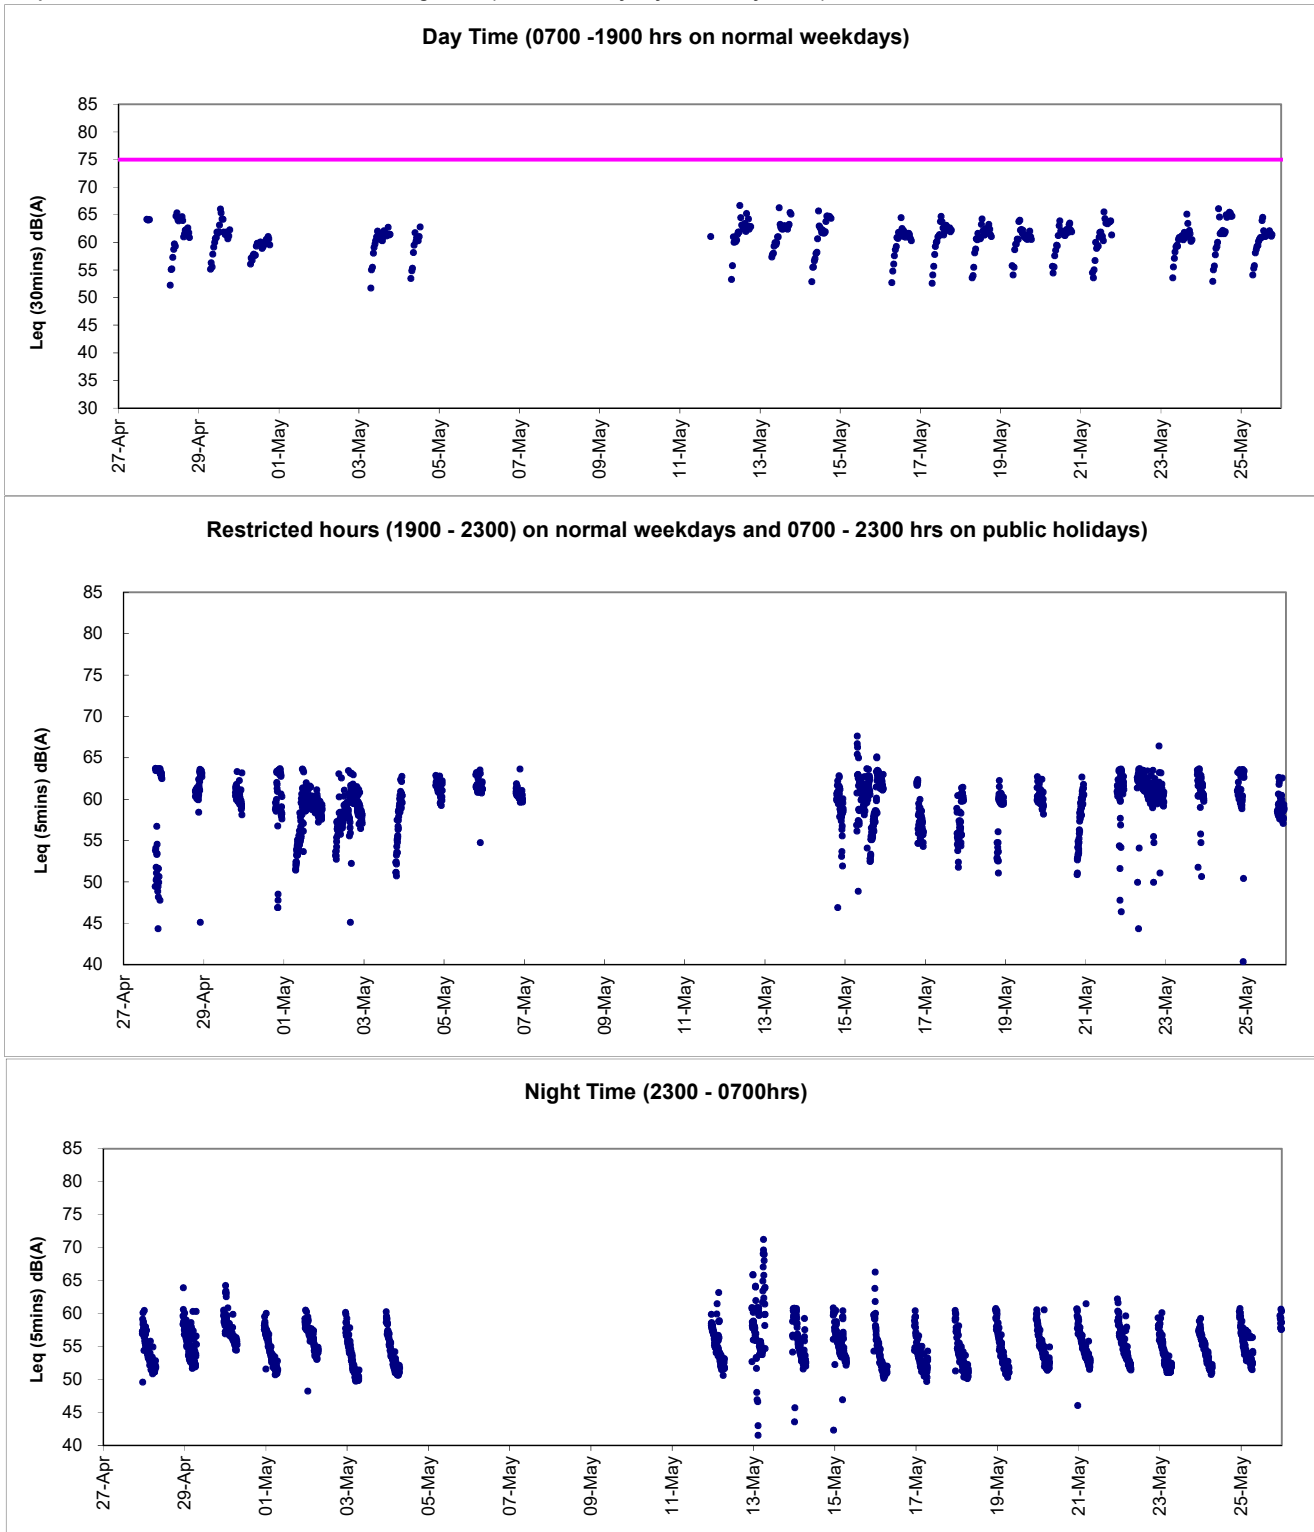 Day Time (0700 -1900 hrs on normal weekdays)
85
80
75
70
65
60
55
50
45
40
35
30
Leq (30mins) dB(A)
27-Apr
29-Apr
01-May
03-May
05-May
07-May
09-May
11-May
13-May
15-May
17-May
19-May
21-May
23-May
25-May
Restricted hours (1900 - 2300) on normal weekdays and 0700 - 2300 hrs on public holidays)
85
80
75
70
65
60
55
50
45
40
Leq (5mins) dB(A)
27-Apr
29-Apr
01-May
03-May
05-May
07-May
09-May
11-May
13-May
15-May
17-May
19-May
21-May
23-May
25-May
Night Time (2300 - 0700hrs)
85
80
75
70
65
60
55
50
45
40
Leq (5mins) dB(A)
27-Apr
29-Apr
01-May
03-May
05-May
07-May
09-May
11-May
13-May
15-May
17-May
19-May
21-May
23-May
25-May